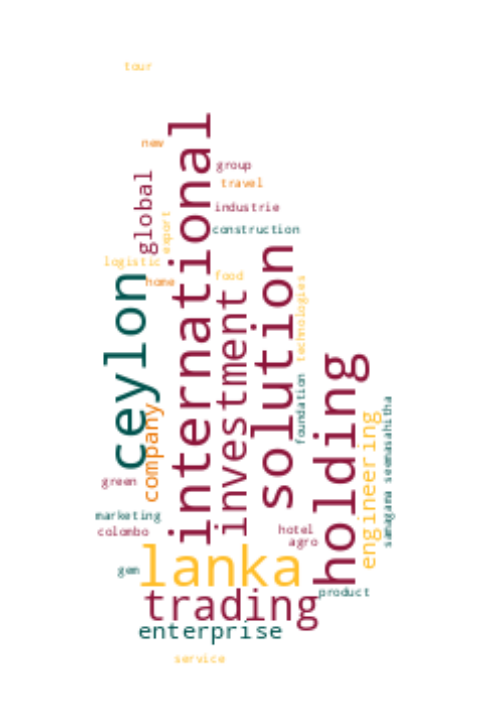 tour
new
international
group
travel
global
industrie
export
construction
logistic
food
home
ceylon
solution
technologies
investment
holding
foundation
company
engineering
samagama seemasahitha
green
marketing
colombo
hotel
agro
lanka
gem
trading
product
enterprise
service